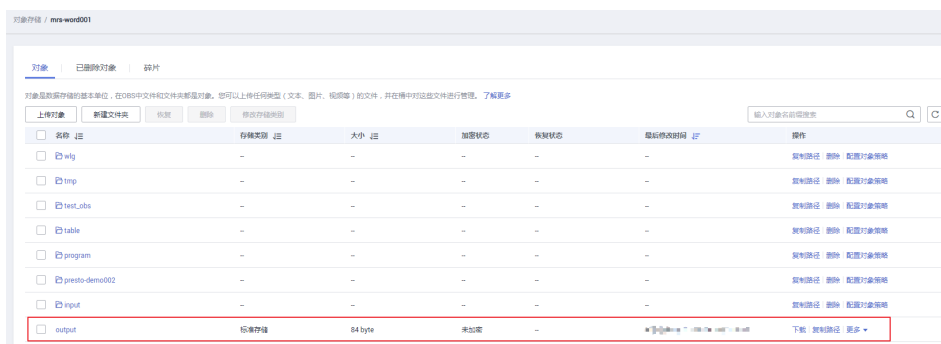 对象存储 / mrs-word001
对象 已删除对象 碎片
对象是数据存储的基本单位，在OBS中文件和文件夹都是对象。您可以上传任何类型（文本、图片、视频等）的文件，并在桶中对这些文件进行管理。 了解更多
上传对象 新建文件夹 恢复 删除 修改存储类别 输入对象名前缀搜索
名称 存储类别 大小 加密状态 恢复状态 最后修改时间 操作
wlg -- -- -- -- -- 复制路径 删除 配置对象策略
tmp -- -- -- -- -- 复制路径 删除 配置对象策略
test_obs -- -- -- -- -- 复制路径 删除 配置对象策略
table -- -- -- -- -- 复制路径 删除 配置对象策略
program -- -- -- -- -- 复制路径 删除 配置对象策略
presto-demo002 -- -- -- -- -- 复制路径 删除 配置对象策略
input -- -- -- -- -- 复制路径 删除 配置对象策略
output 标准存储 84 byte 未加密 -- 下载 复制路径 更多